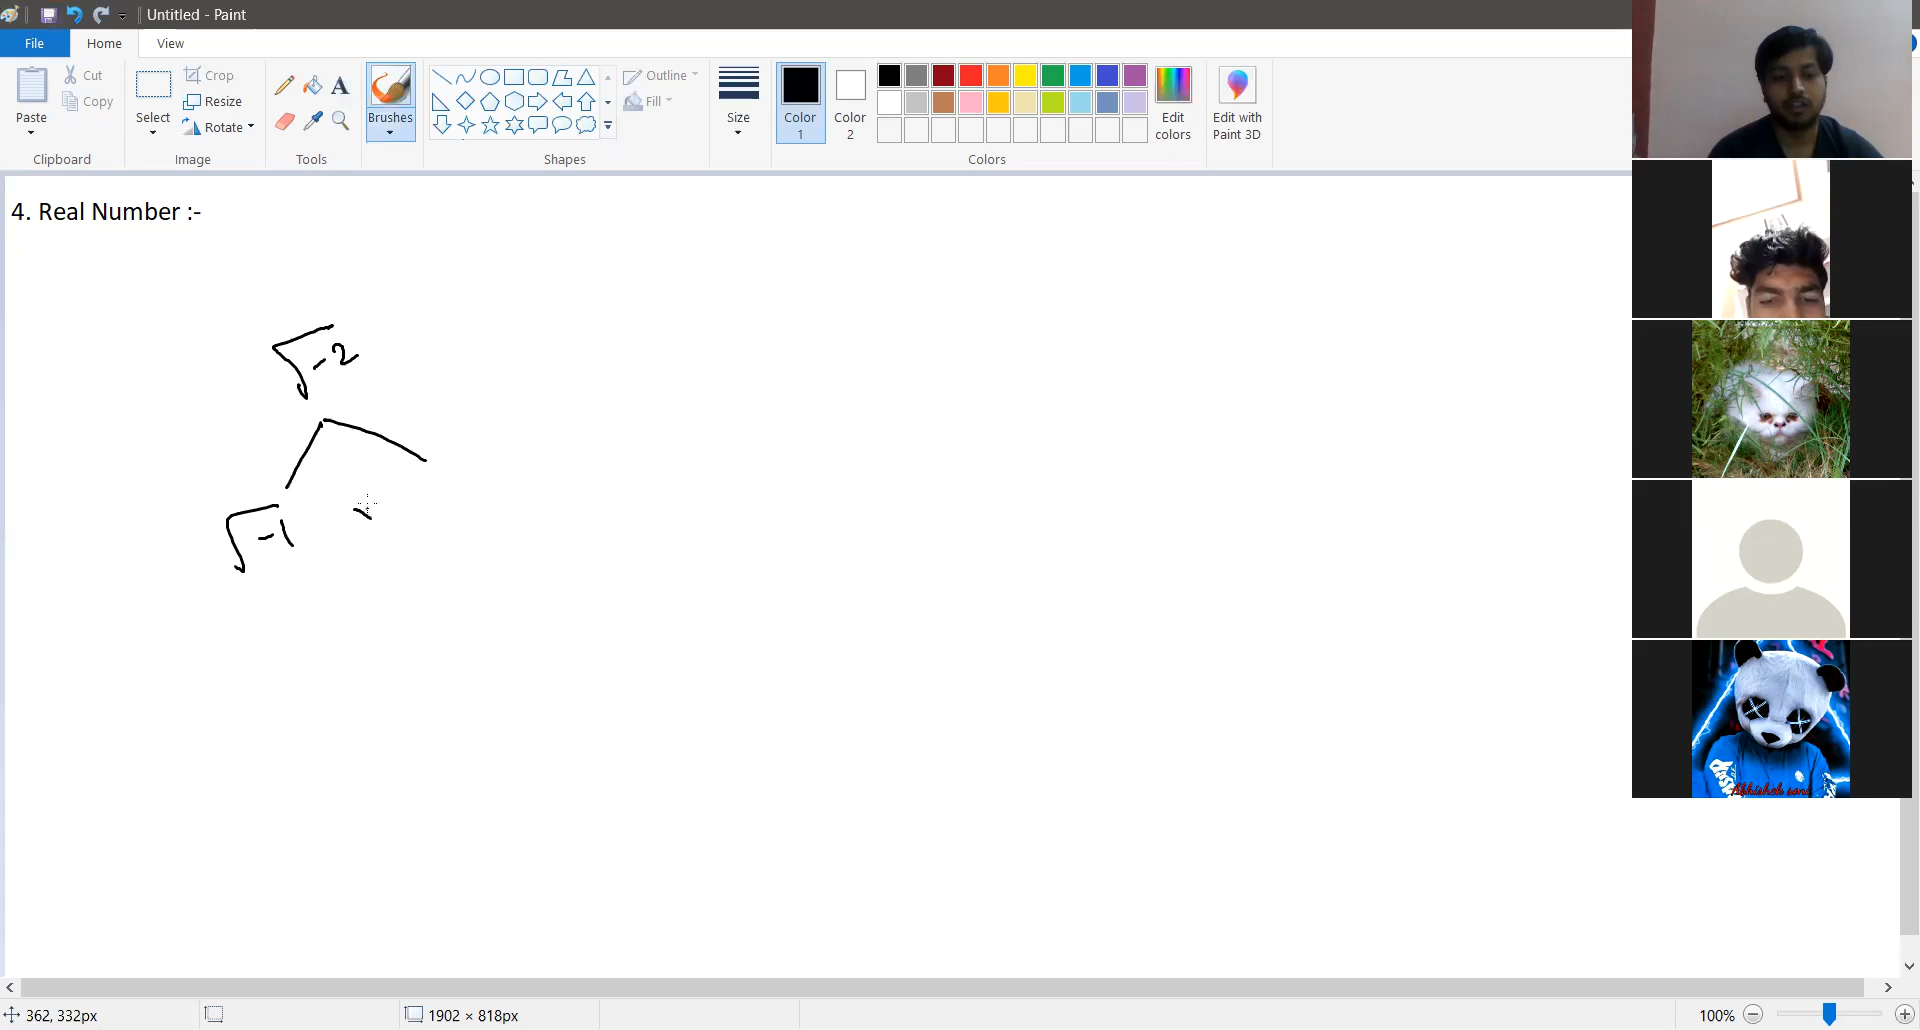 Untitled - Paint
File Home View
Paste
Cut
Copy
Clipboard
Select
Crop
Resize
Rotate
Image
A
Tools
Brushes
Shapes
Outline
Fill
Size
Color 1
Color 2
Colors
Edit colors
Edit with Paint 3D
4. Real Number :-
√-2
√-1
Abhishek soni
362, 332px
1902 × 818px
100%